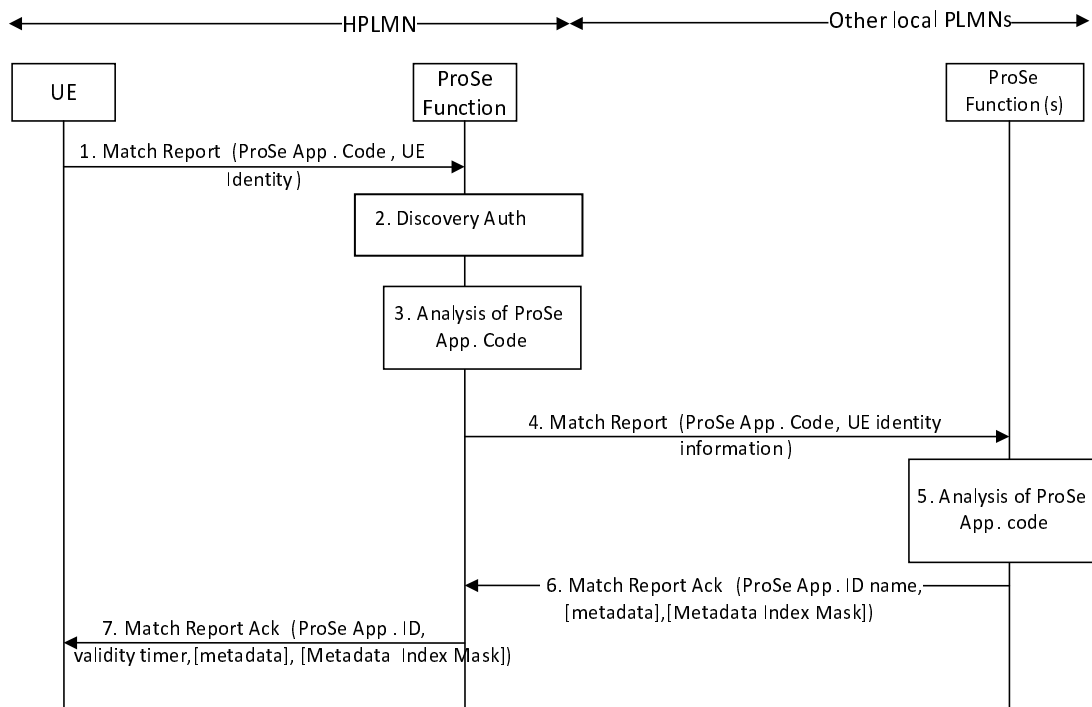 HPLMN
Other local PLMNs
UE
ProSe
Function
ProSe
Function(s)
1. Match Report (ProSe App. Code, UE
Identity)
2. Discovery Auth
3. Analysis of ProSe
App. Code
4. Match Report (ProSe App. Code, UE identity
information)
5. Analysis of ProSe
App. code
6. Match Report Ack (ProSe App. ID name,
[metadata],[Metadata Index Mask])
7. Match Report Ack (ProSe App. ID,
validity timer,[metadata], [Metadata Index Mask])